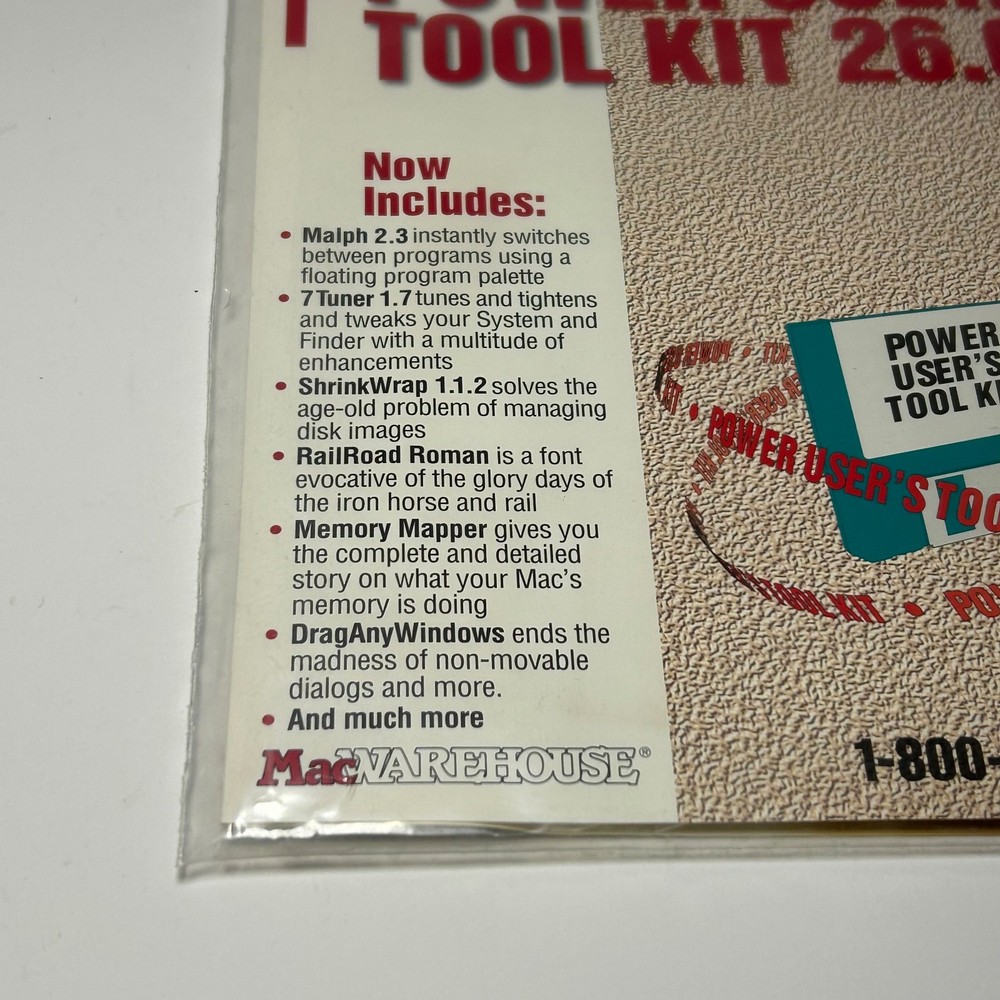 TOOL KIT 26.
Now
Includes:
• Malph 2.3 instantly switches
between programs using a
floating program palette
• 7 Tuner 1.7 tunes and tightens
and tweaks your System and
Finder with a multitude of
enhancements
• ShrinkWrap 1.1.2 solves the
age-old problem of managing
disk images
• RailRoad Roman is a font
evocative of the glory days of
the iron horse and rail
• Memory Mapper gives you
the complete and detailed
story on what your Mac's
memory is doing
• DragAnyWindows ends the
madness of non-movable
dialogs and more.
• And much more
MacWAREHOUSE®
POWER
USER'S
TOOL KI
• POWER USER'S TOO
TOOL KIT • PO
1-800-